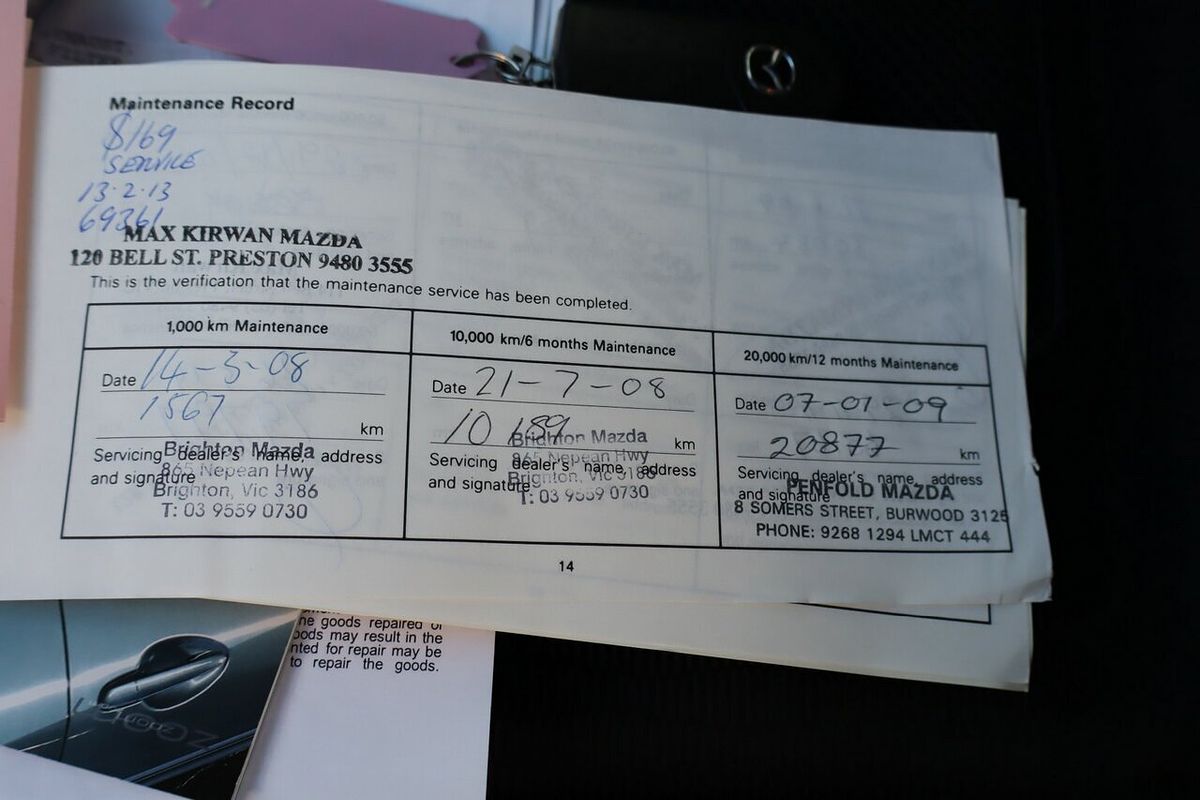 Maintenance Record
$169
SERVICE
13·2·13
69361
MAX KIRWAN MAZDA
120 BELL ST. PRESTON 9480 3555
This is the verification that the maintenance service has been completed.
1,000 km Maintenance
Date 14-3-08
1567 km
Servicing dealer's name, address
and signature
Brighton Mazda
865 Nepean Hwy
Brighton, Vic 3186
T: 03 9559 0730
10,000 km/6 months Maintenance
Date 21-7-08
10 189 km
Servicing dealer's name, address
and signature
Brighton Mazda
865 Nepean Hwy
Brighton, Vic 3186
T: 03 9559 0730
20,000 km/12 months Maintenance
Date 07-01-09
20877 km
Servicing dealer's name, address
and signature
PENFOLD MAZDA
8 SOMERS STREET, BURWOOD 3125
PHONE: 9268 1294 LMCT 444
14
he goods repaired or
oods may result in the
nted for repair may be
to repair the goods.